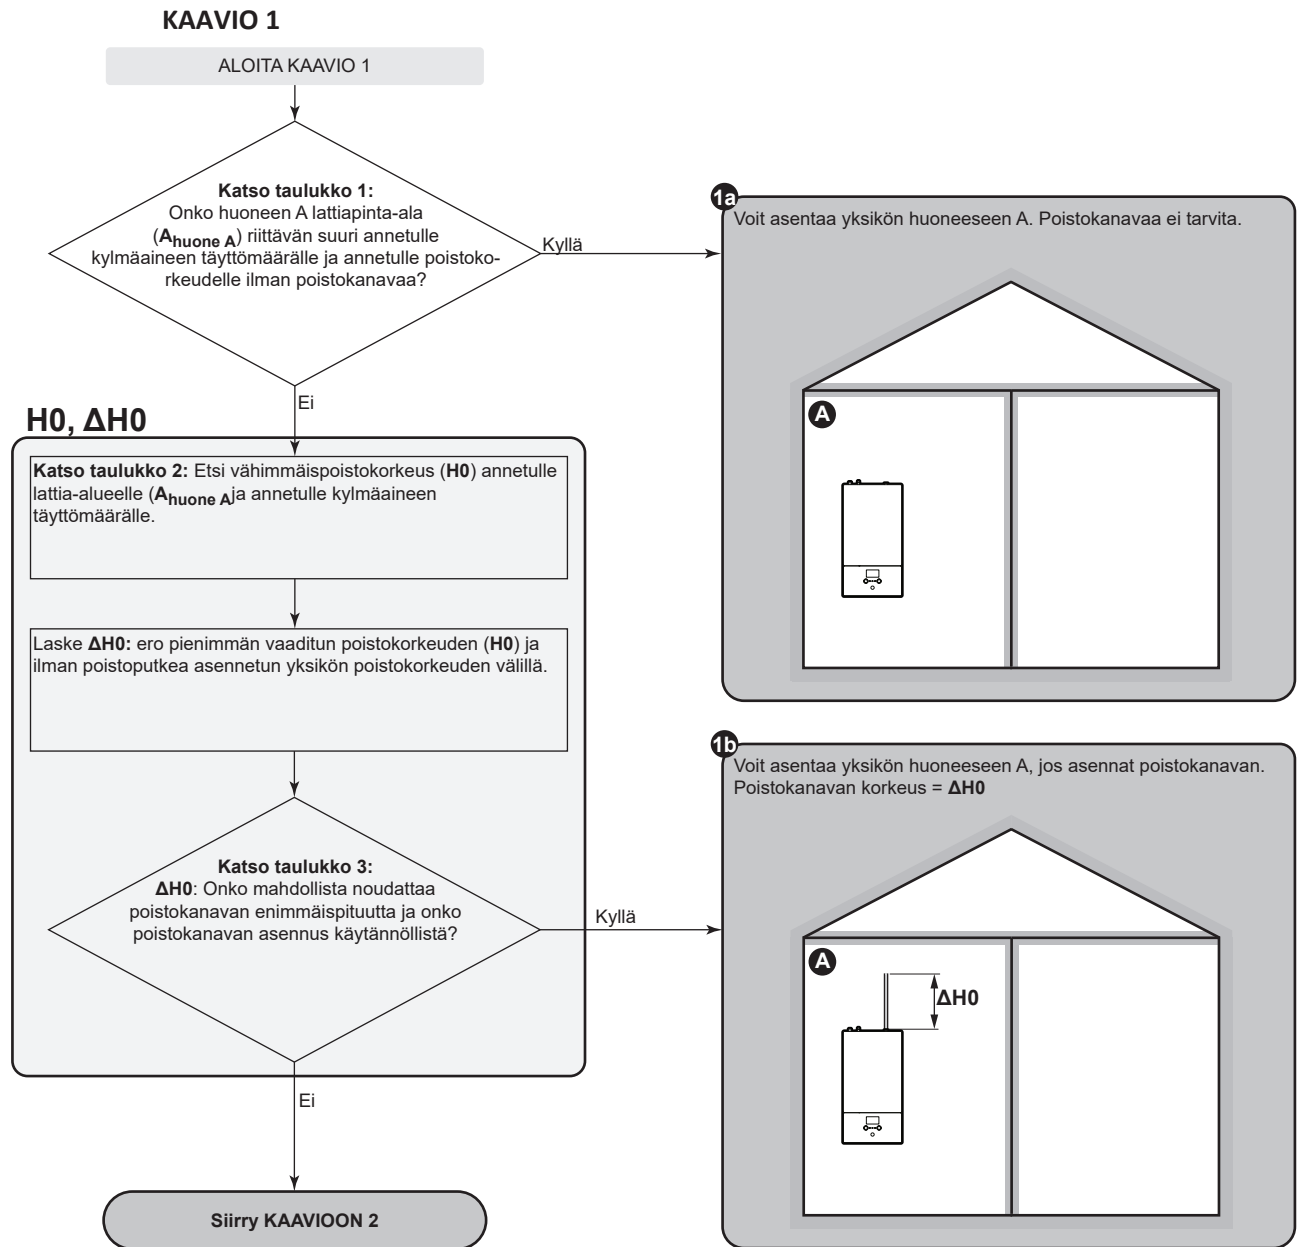 KAAVIO 1
ALOITA KAAVIO 1
Katso taulukko 1:
Onko huoneen A lattiapinta-ala
(Ahuone A) riittävän suuri annetulle
kylmäaineen täyttömäärälle ja annetulle poistoko-
rkeudelle ilman poistokanavaa?
Kyllä
Ei
1a
Voit asentaa yksikön huoneeseen A. Poistokanavaa ei tarvita.
A
H0, ΔH0
Katso taulukko 2: Etsi vähimmäispoistokorkeus (H0) annetulle
lattia-alueelle (Ahuone A ja annetulle kylmäaineen
täyttömäärälle.
Laske ΔH0: ero pienimmän vaaditun poistokorkeuden (H0) ja
ilman poistoputkea asennetun yksikön poistokorkeuden välillä.
Katso taulukko 3:
ΔH0: Onko mahdollista noudattaa
poistokanavan enimmäispituutta ja onko
poistokanavan asennus käytännöllistä?
Kyllä
Ei
1b
Voit asentaa yksikön huoneeseen A, jos asennat poistokanavan.
Poistokanavan korkeus = ΔH0
A
ΔH0
Siirry KAAVIOON 2